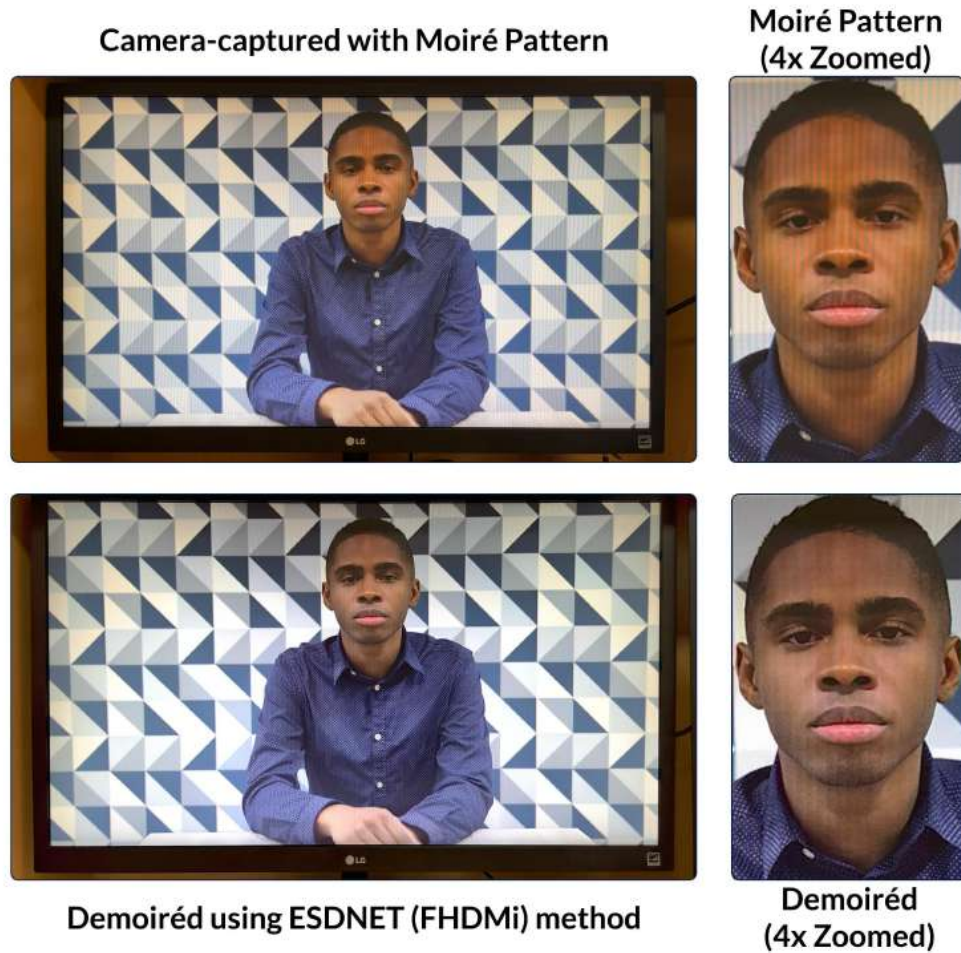 Camera-captured with Moiré Pattern
Moiré Pattern
(4x Zoomed)
LG
LG
Demoiréd using ESDNET (FHDMi) method
Demoiréd
(4x Zoomed)